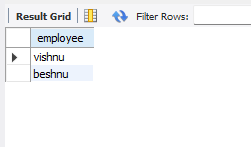 Result Grid Filter Rows:
employee
vishnu
beshnu